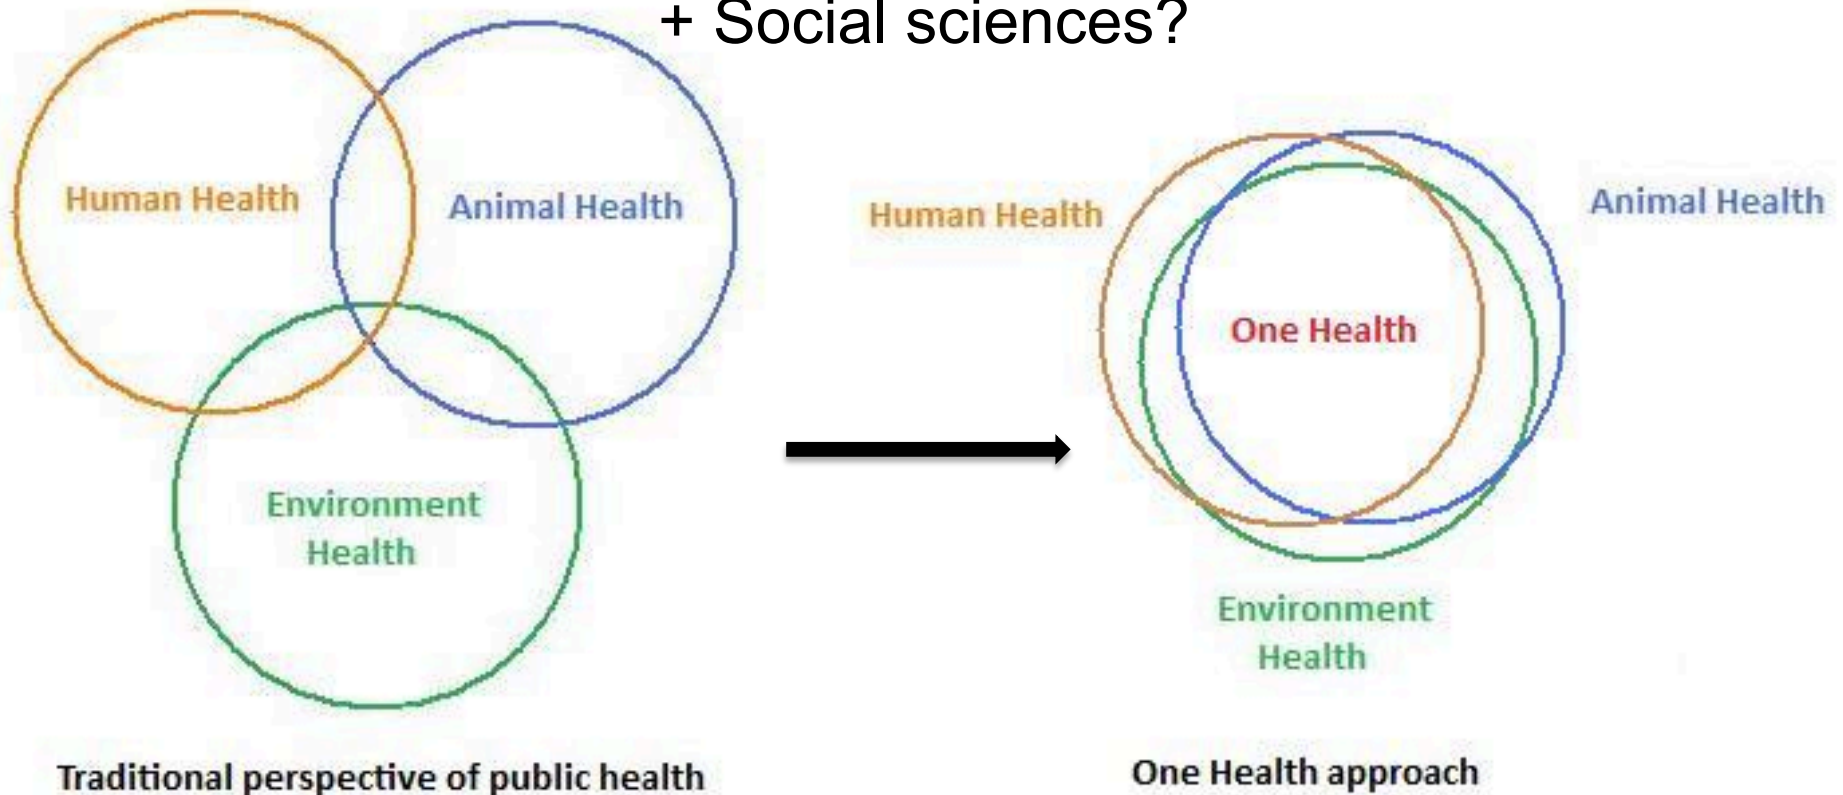 + Social sciences?
Human Health
Animal Health
Environment
Health
Traditional perspective of public health
Human Health
Animal Health
One Health
Environment
Health
One Health approach